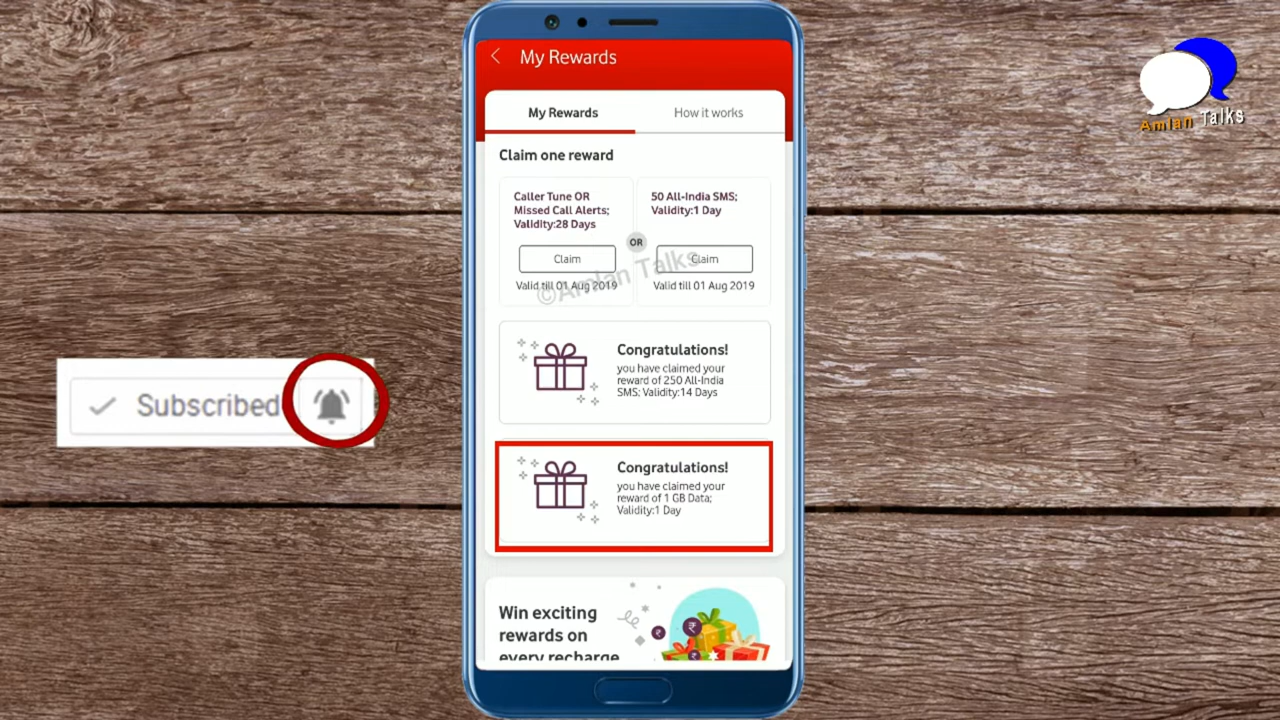 My Rewards
My Rewards
How it works
Claim one reward
Caller Tune OR
Missed Call Alerts;
Validity:28 Days
Claim
Valid till 01 Aug 2019
OR
50 All-India SMS;
Validity:1 Day
Claim
Valid till 01 Aug 2019
©Amlan Talks
Congratulations!
you have claimed your
reward of 250 All-India
SMS; Validity:14 Days
Congratulations!
you have claimed your
reward of 1 GB Data;
Validity:1 Day
Win exciting
rewards on
every recharge
Subscribed
Amlan Talks